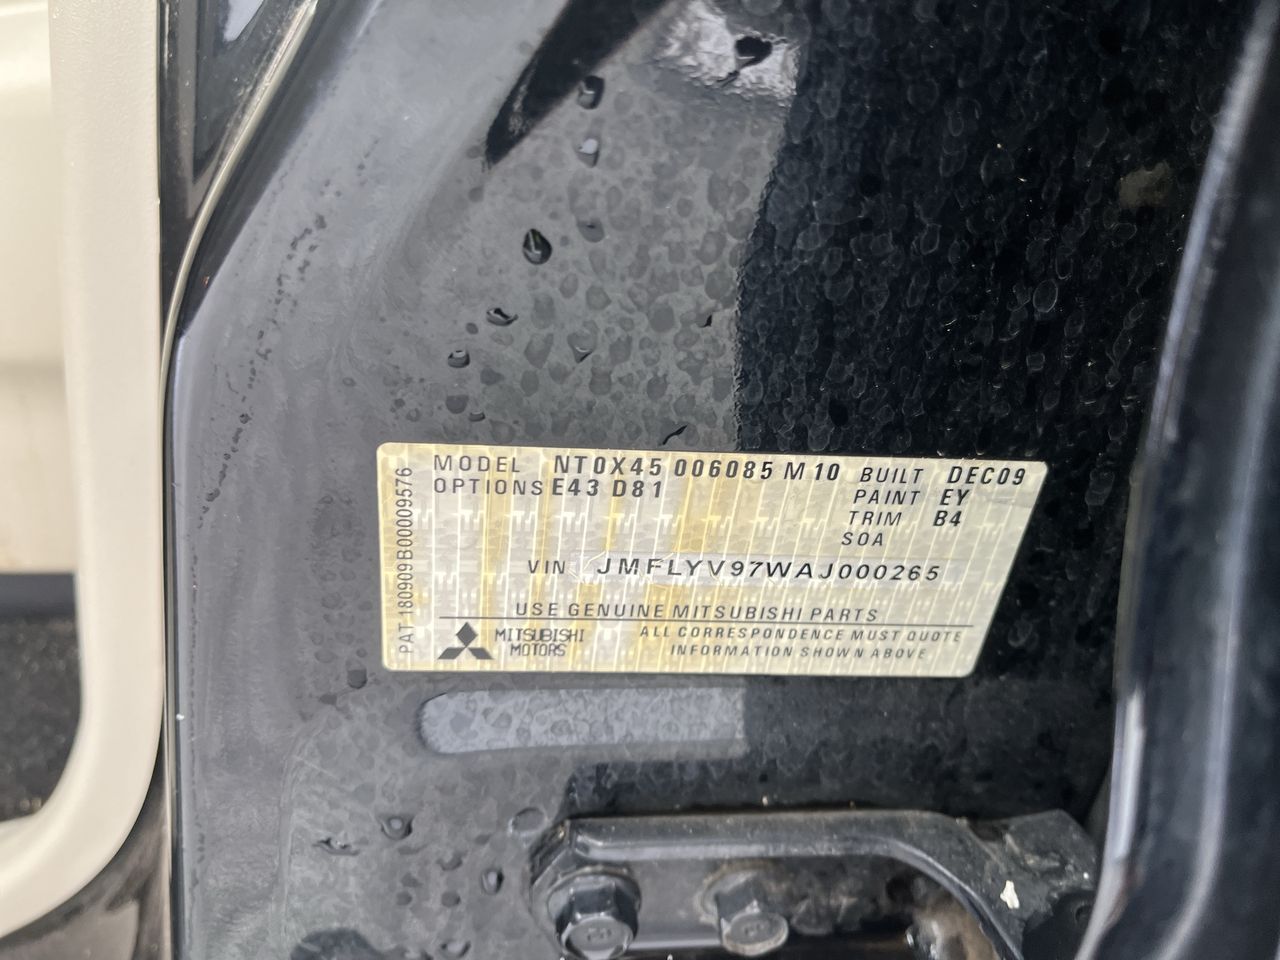 MODEL NT0X45 006085 M10 BUILT DEC09
OPTIONS E43 D81 PAINT EY
TRIM B4
SOA
VIN JMFLYV97WAJ000265
USE GENUINE MITSUBISHI PARTS
MITSUBISHI MOTORS
ALL CORRESPONDENCE MUST QUOTE
INFORMATION SHOWN ABOVE
PAT 180909B00009576